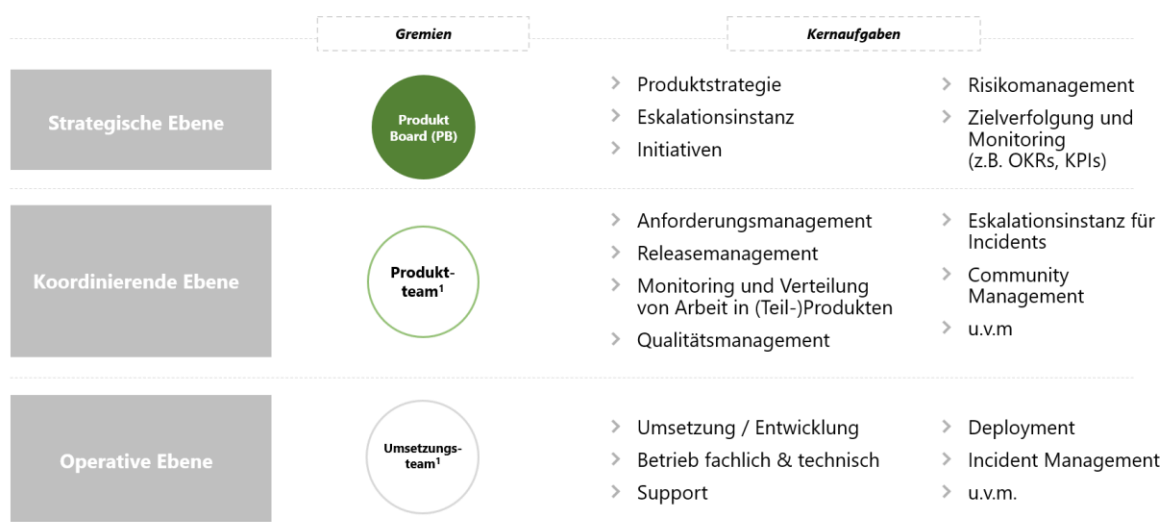 Gremien
Kernaufgaben
Strategische Ebene
Produkt
Board (PB)
Produktstrategie
Eskalationsinstanz
Initiativen
Risikomanagement
Zielverfolgung und
Monitoring
(z.B. OKRs, KPIs)
Koordinierende Ebene
Produkt-
team¹
Anforderungsmanagement
Releasemanagement
Monitoring und Verteilung
von Arbeit in (Teil-)Produkten
Qualitätsmanagement
Eskalationsinstanz für
Incidents
Community
Management
u.v.m
Operative Ebene
Umsetzungs-
team¹
Umsetzung / Entwicklung
Betrieb fachlich & technisch
Support
Deployment
Incident Management
u.v.m.